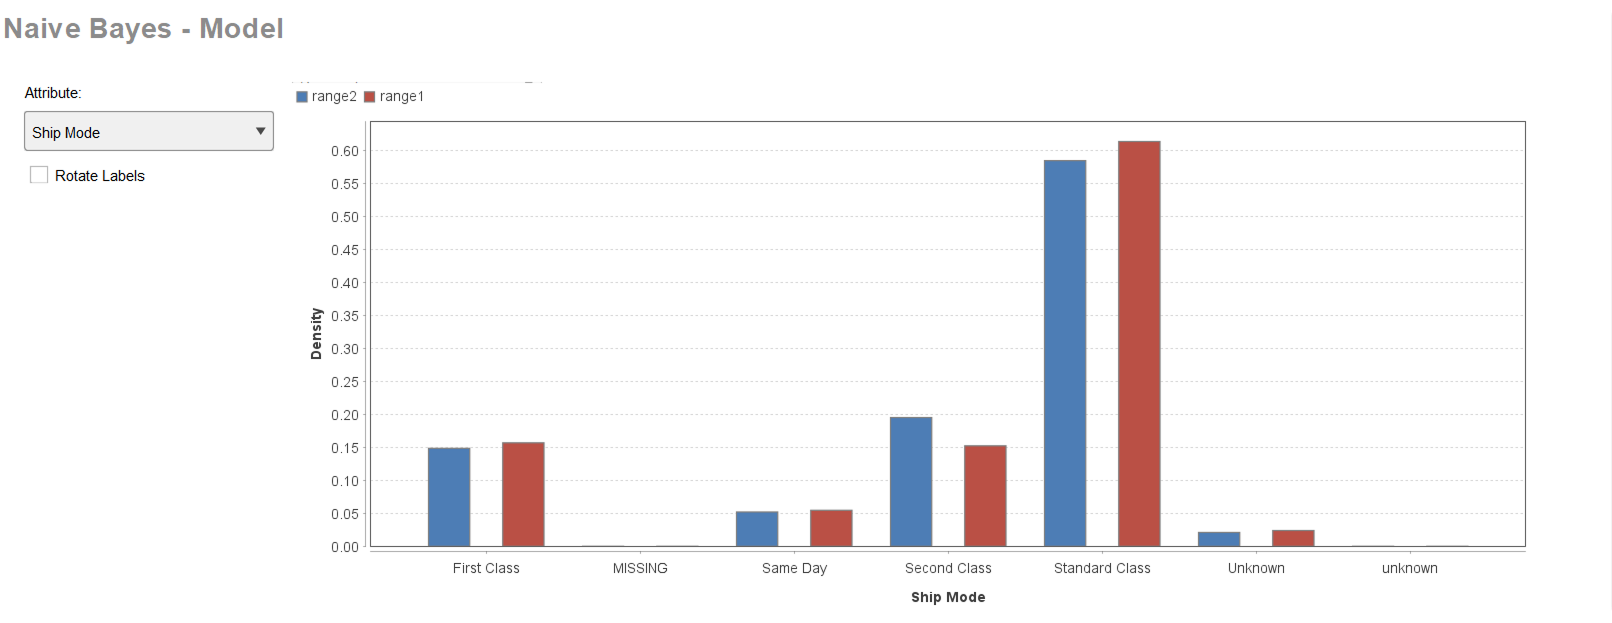 Naive Bayes - Model
Attribute:
Ship Mode
Rotate Labels
range2 range1
0.60
0.55
0.50
0.45
0.40
0.35
0.30
0.25
0.20
0.15
0.10
0.05
0.00
Density
First Class MISSING Same Day Second Class Standard Class Unknown unknown
Ship Mode